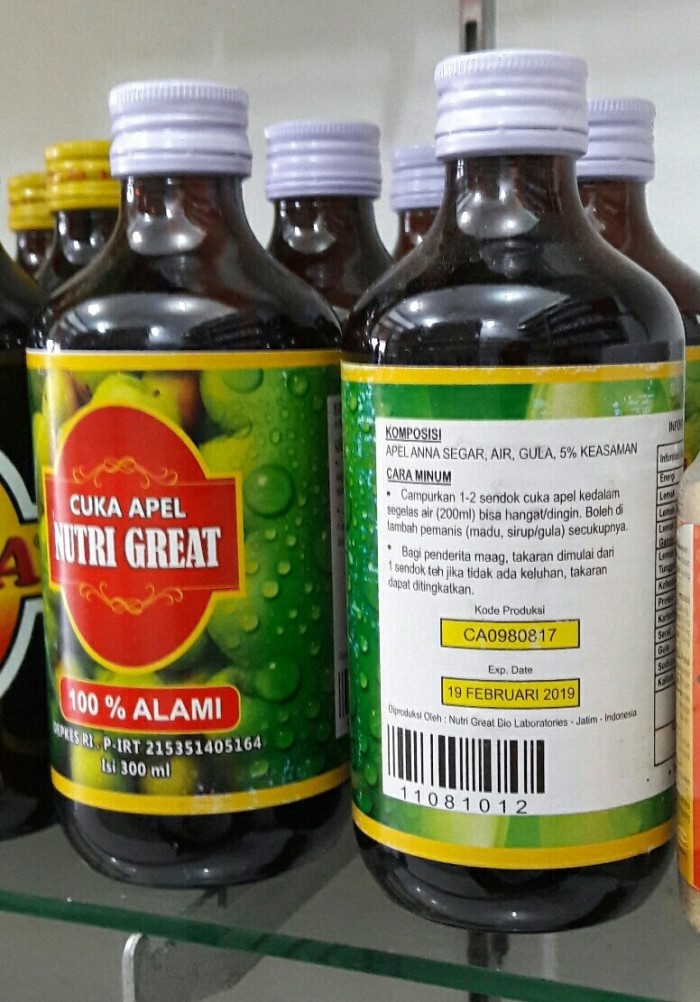 CUKA APEL
NUTRI GREAT
100 % ALAMI
DEPKES RI . P-IRT 215351405164
Isi 300 ml
KOMPOSISI
APEL ANNA SEGAR, AIR, GULA, 5% KEASAMAN
CARA MINUM
• Campurkan 1-2 sendok cuka apel kedalam
segelas air (200ml) bisa hangat/dingin. Boleh di
tambah pemanis (madu, sirup/gula) secukupnya.
• Bagi penderita maag, takaran dimulai dari
1 sendok teh jika tidak ada keluhan, takaran
dapat ditingkatkan.
Kode Produksi
CA0980817
Exp. Date
19 FEBRUARI 2019
Diproduksi Oleh : Nutri Great Bio Laboratories - Jatim - Indonesia
11081012
Energi
Lemak